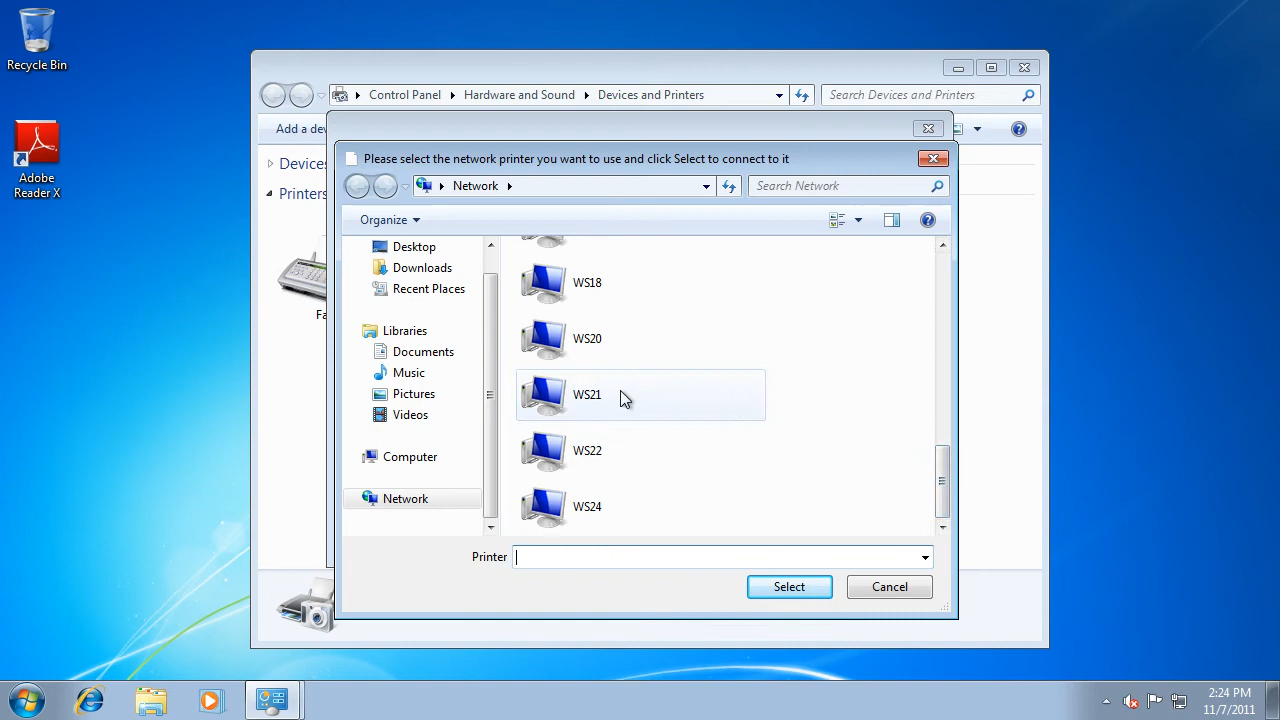 Recycle Bin
Adobe
Reader X
Control Panel
Hardware and Sound
Devices and Printers
Search Devices and Printers
Add a dev
Devices
Printers
Fa
Please select the network printer you want to use and click Select to connect to it
Network
Search Network
Organize
Desktop
Downloads
Recent Places
Libraries
Documents
Music
Pictures
Videos
Computer
Network
WS18
WS20
WS21
WS22
WS24
Printer
Select
Cancel
2:24 PM
11/7/2011